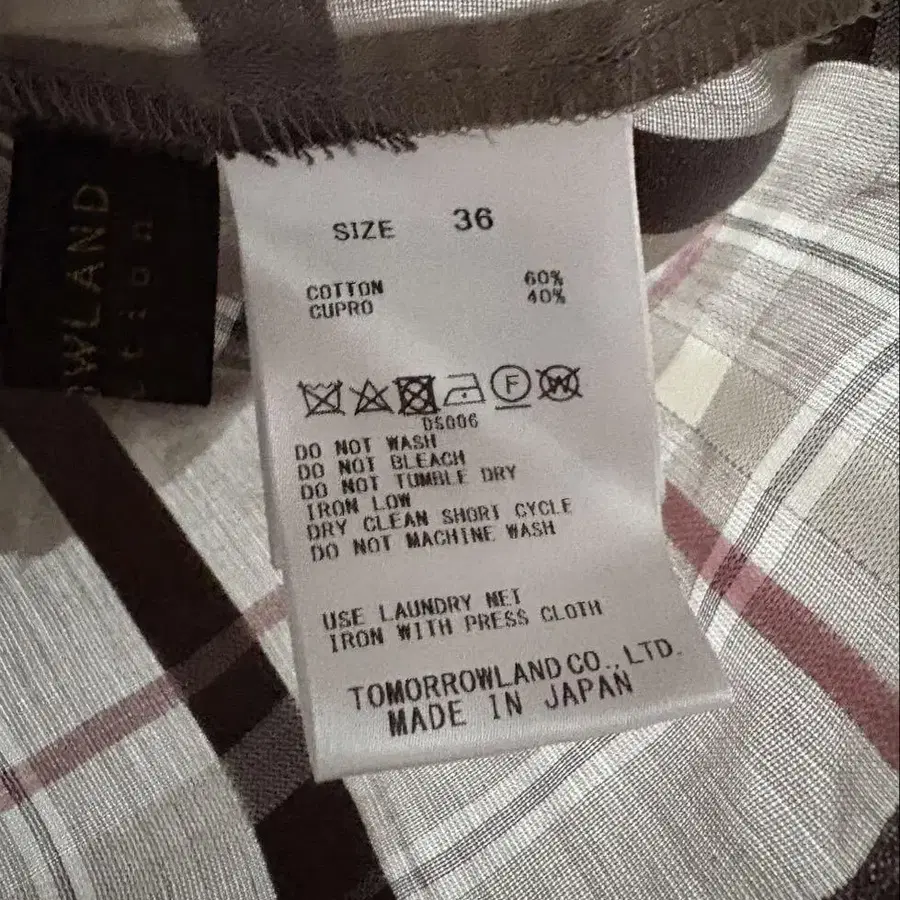 SIZE 36
COTTON 60%
CUPRO 40%
F W
DS006
DO NOT WASH
DO NOT BLEACH
DO NOT TUMBLE DRY
IRON LOW
DRY CLEAN SHORT CYCLE
DO NOT MACHINE WASH
USE LAUNDRY NET
IRON WITH PRESS CLOTH
TOMORROWLAND CO., LTD.
MADE IN JAPAN
OWLAND
tion